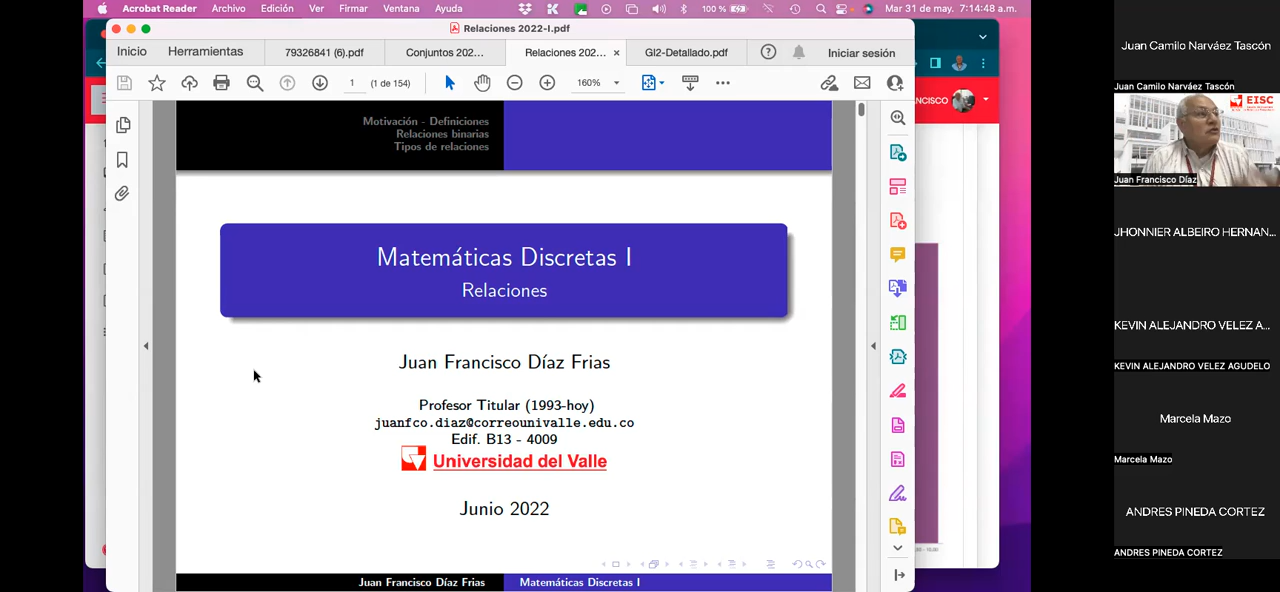 Acrobat Reader Archivo Edición Ver Firmar Ventana Ayuda 100 % Mar 31 de may. 7:14:48 a.m.
Relaciones 2022-I.pdf
Inicio Herramientas 79326841 (6).pdf Conjuntos 202... Relaciones 202... × GI2-Detallado.pdf Iniciar sesión
1 (1 de 154) 160%
NCISCO
Motivación - Definiciones
Relaciones binarias
Tipos de relaciones
Matemáticas Discretas I
Relaciones
Juan Francisco Díaz Frias
Profesor Titular (1993-hoy)
juanfco.diaz@correounivalle.edu.co
Edif. B13 - 4009
Universidad del Valle
Junio 2022
Juan Francisco Díaz Frias Matemáticas Discretas I
Juan Camilo Narváez Tascón
Juan Camilo Narváez Tascón
EISC
Juan Francisco Díaz
JHONNIER ALBEIRO HERNAN...
KEVIN ALEJANDRO VELEZ A...
KEVIN ALEJANDRO VELEZ AGUDELO
Marcela Mazo
Marcela Mazo
ANDRES PINEDA CORTEZ
ANDRES PINEDA CORTEZ